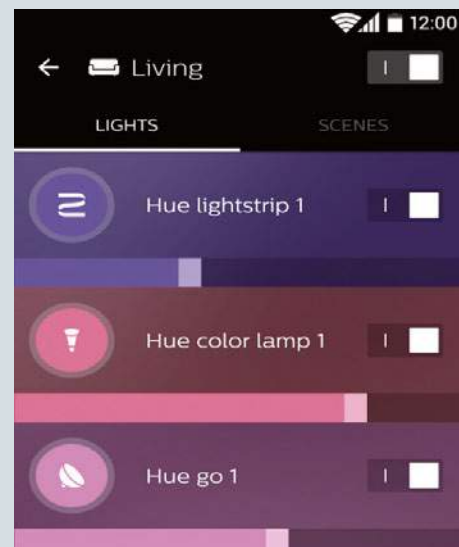 12:00
Living
LIGHTS SCENES
Hue lightstrip 1
Hue color lamp 1
Hue go 1